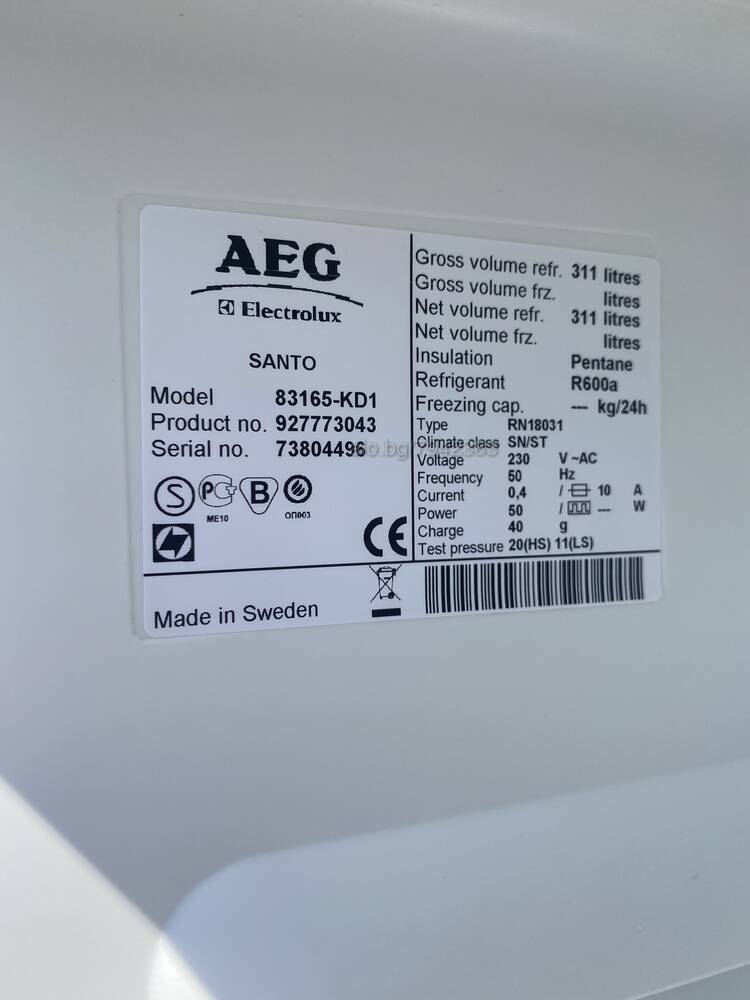 AEG
Electrolux
SANTO
Model 83165-KD1
Product no. 927773043
Serial no. 73804496
S
PCT
B
ME10
ОП003
CE
Made in Sweden
Gross volume refr. 311 litres
Gross volume frz. litres
Net volume refr. 311 litres
Net volume frz. litres
Insulation Pentane
Refrigerant R600a
Freezing cap. --- kg/24h
Type RN18031
Climate class SN/ST
Voltage 230 V ~AC
Frequency 50 Hz
Current 0,4 / 10 A
Power 50 / --- W
Charge 40 g
Test pressure 20(HS) 11(LS)